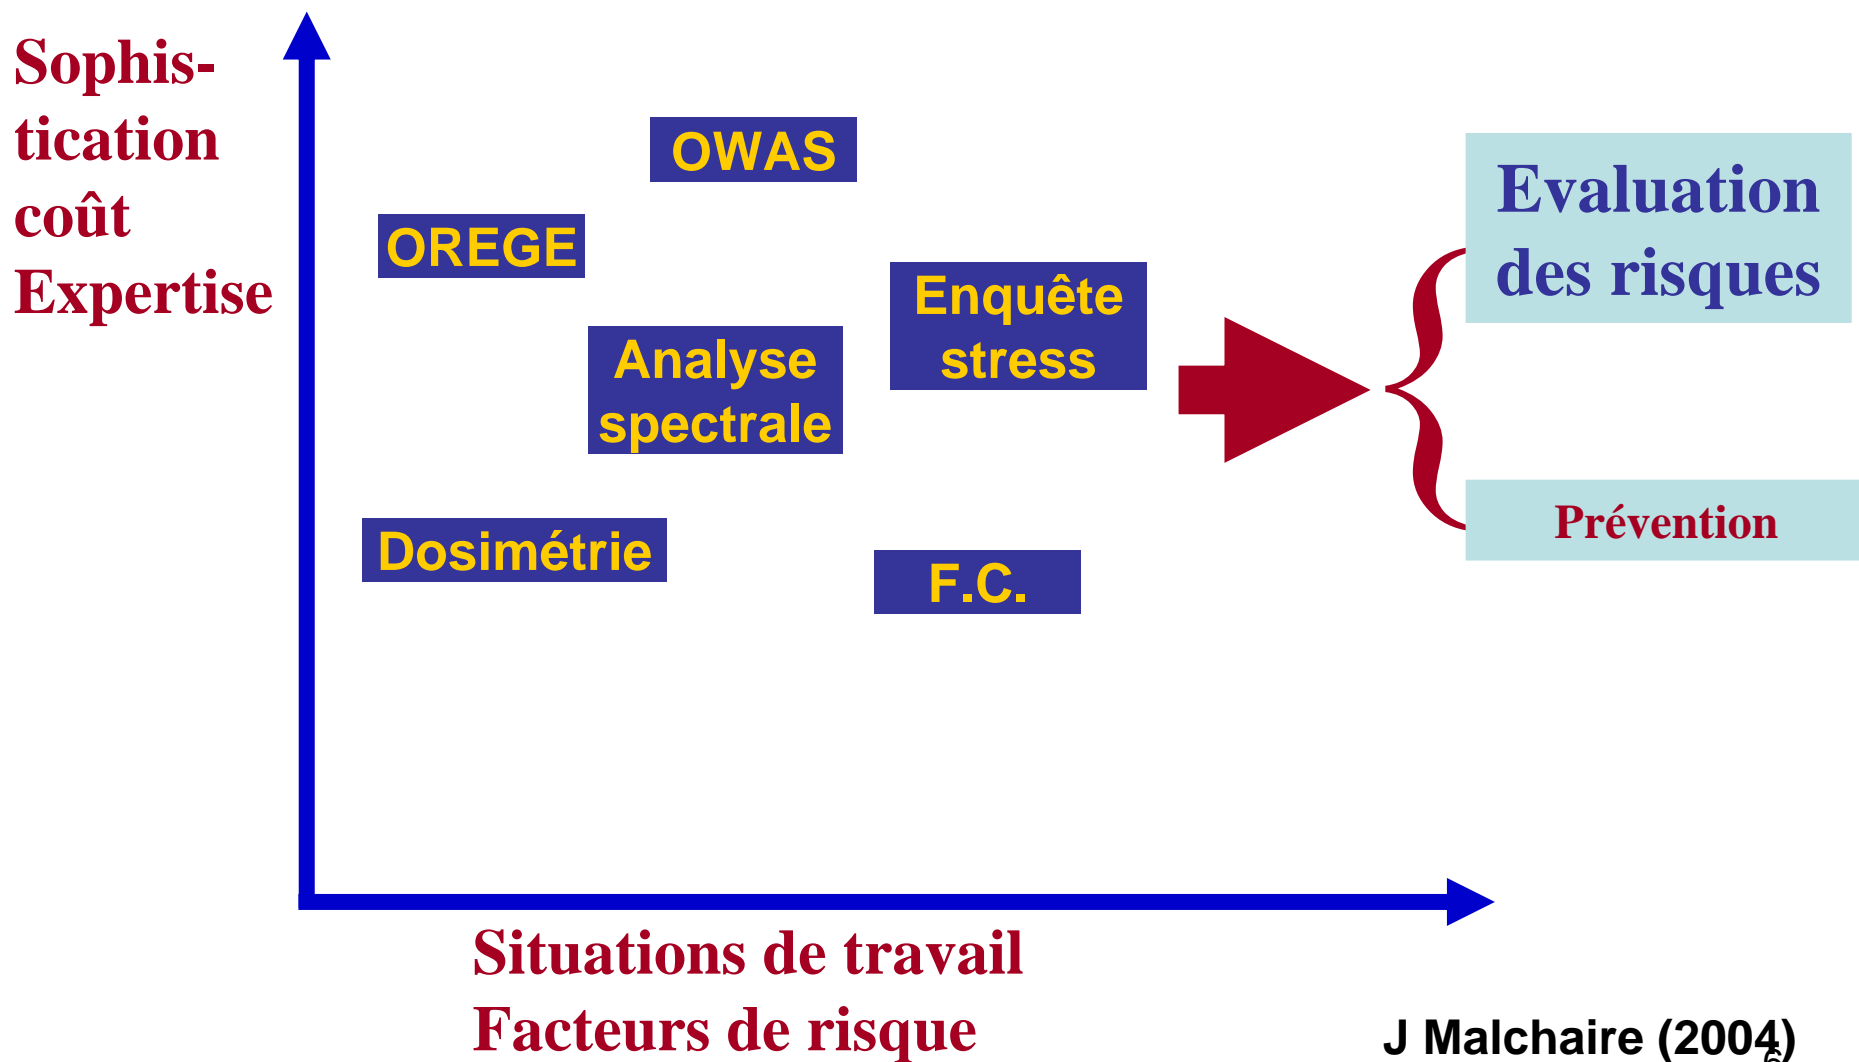 Sophis-
tication
coût
Expertise
OWAS
OREGE
Enquête
stress
Analyse
spectrale
Dosimétrie
F.C.
Evaluation
des risques
Prévention
Situations de travail
Facteurs de risque
J Malchaire (2004)
6